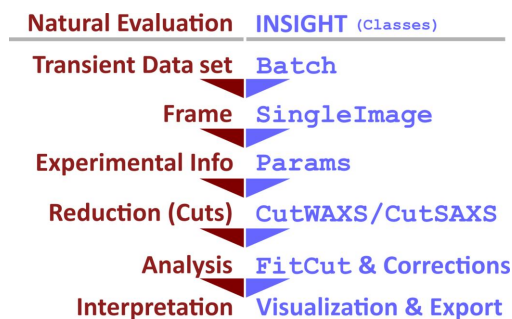 Natural Evaluation INSIGHT (Classes)
Transient Data set Batch
Frame SingleImage
Experimental Info Params
Reduction (Cuts) CutWAXS/CutSAXS
Analysis FitCut & Corrections
Interpretation Visualization & Export